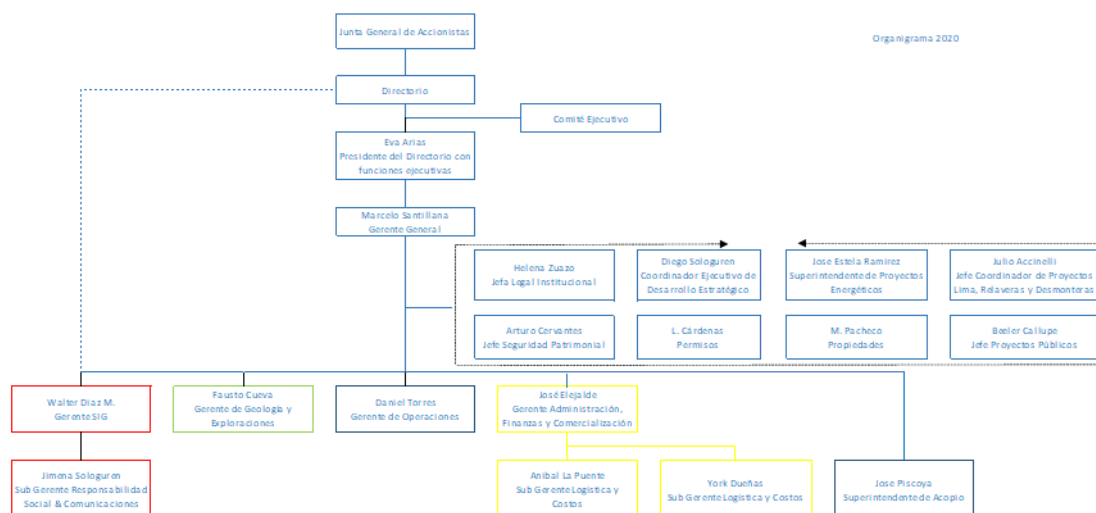 Junta General de Accionistas
Organigrama 2020
Directorio
Comité Ejecutivo
Eva Arias
Presidente del Directorio con
funciones ejecutivas
Marcelo Santillana
Gerente General
Helena Zuazo
Jefa Legal Institucional
Diego Sologuren
Coordinador Ejecutivo de
Desarrollo Estratégico
Jose Estela Ramirez
Superintendente de Proyectos
Energéticos
Julio Accinelli
Jefe Coordinador de Proyectos
Lima, Relaveras y Desmonteras
Arturo Cervantes
Jefe Seguridad Patrimonial
L. Cárdenas
Permisos
M. Pacheco
Propiedades
Beeler Callupe
Jefe Proyectos Públicos
Walter Diaz M.
Gerente SIG
Fausto Cueva
Gerente de Geología y
Exploraciones
Daniel Torres
Gerente de Operaciones
José Elejalde
Gerente Administración,
Finanzas y Comercialización
Jimena Sologuren
Sub Gerente Responsabilidad
Social & Comunicaciones
Anibal La Puente
Sub Gerente Logistica y
Costos
York Dueñas
Sub Gerente Logistica y Costos
Jose Piscoya
Superintendente de Acopio